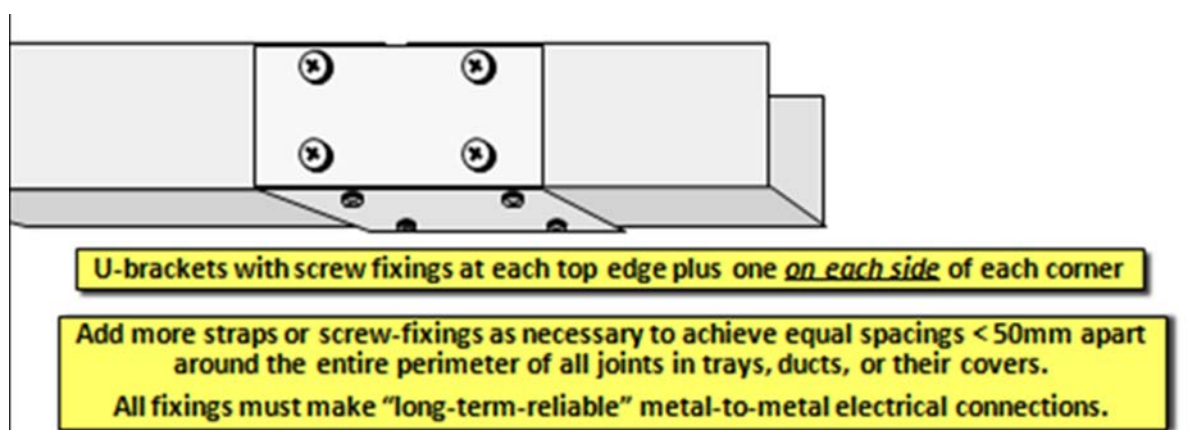 U-brackets with screw fixings at each top edge plus one on each side of each corner
Add more straps or screw-fixings as necessary to achieve equal spacings <50mm apart
around the entire perimeter of all joints in trays, ducts, or their covers.
All fixings must make “long-term-reliable” metal-to-metal electrical connections.